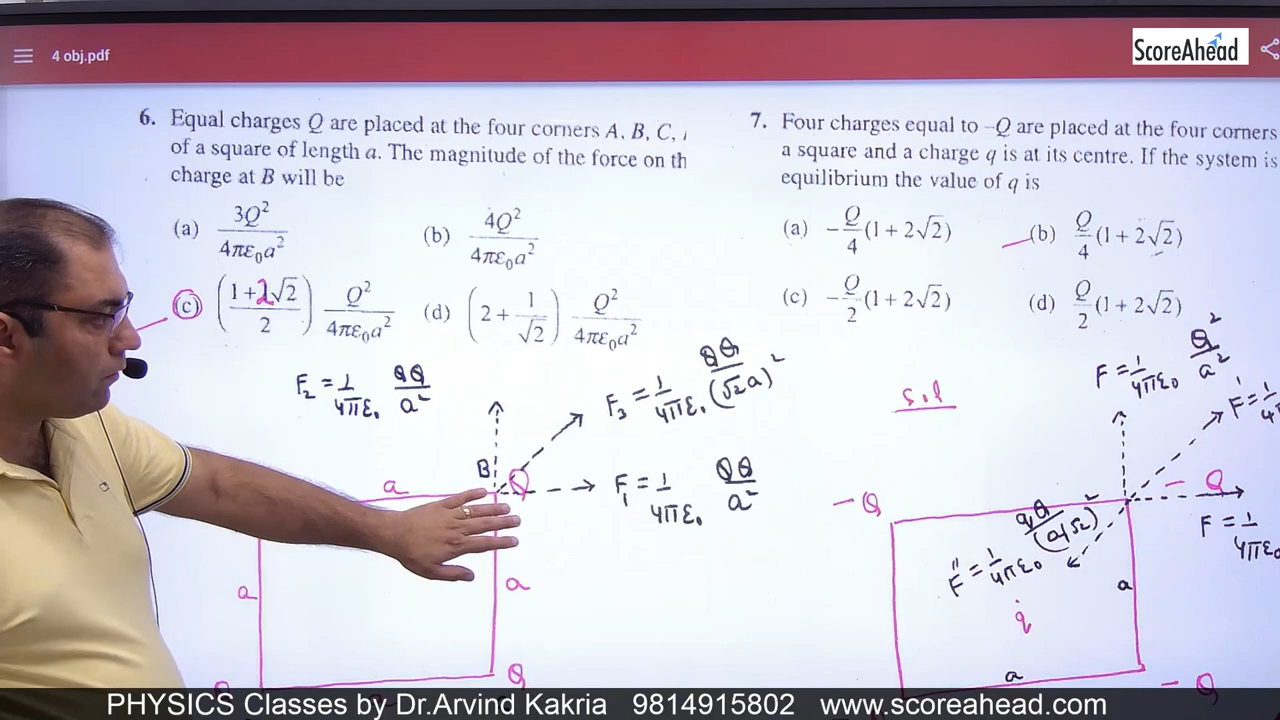 4 obj.pdf
ScoreAhead
6. Equal charges Q are placed at the four corners A, B, C,
of a square of length a. The magnitude of the force on th
charge at B will be
(a) 3Q²/4πε₀a²
(b) 4Q²/4πε₀a²
(c) ((1+2√2)/2) Q²/4πε₀a²
(d) (2 + 1/√2) Q²/4πε₀a²
7. Four charges equal to –Q are placed at the four corners
a square and a charge q is at its centre. If the system is
equilibrium the value of q is
(a) –Q/4 (1 + 2√2)
(b) Q/4 (1 + 2√2)
(c) –Q/2 (1 + 2√2)
(d) Q/2 (1 + 2√2)
F₂ = 1/4πε₀ QQ/a²
F₃ = 1/4πε₀ QQ/(√2a)²
B
Q
F₁ = 1/4πε₀ QQ/a²
a
a
a
Q
Sol
F = 1/4πε₀ Q²/a²
F' = 1/4π
– Q
– Q
F = 1/4πε₀
F'' = 1/4πε₀ qQ/(a/√2)²
a
q
a
– Q
PHYSICS Classes by Dr.Arvind Kakria 9814915802 www.scoreahead.com